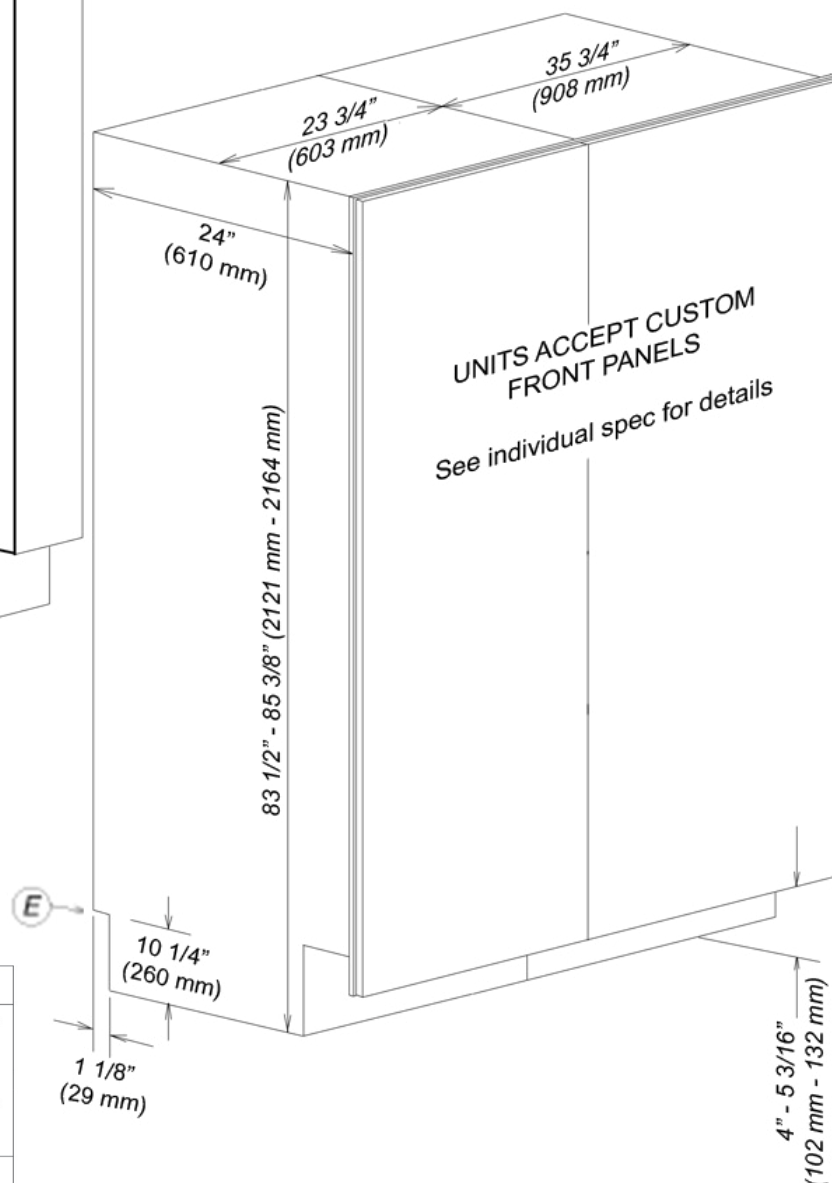 35 3/4”
(908 mm)
23 3/4”
(603 mm)
24”
(610 mm)
UNITS ACCEPT CUSTOM
FRONT PANELS
See individual spec for details
83 1/2” - 85 3/8” (2121 mm - 2164 mm)
E
10 1/4”
(260 mm)
1 1/8”
(29 mm)
4” - 5 3/16”
(102 mm - 132 mm)